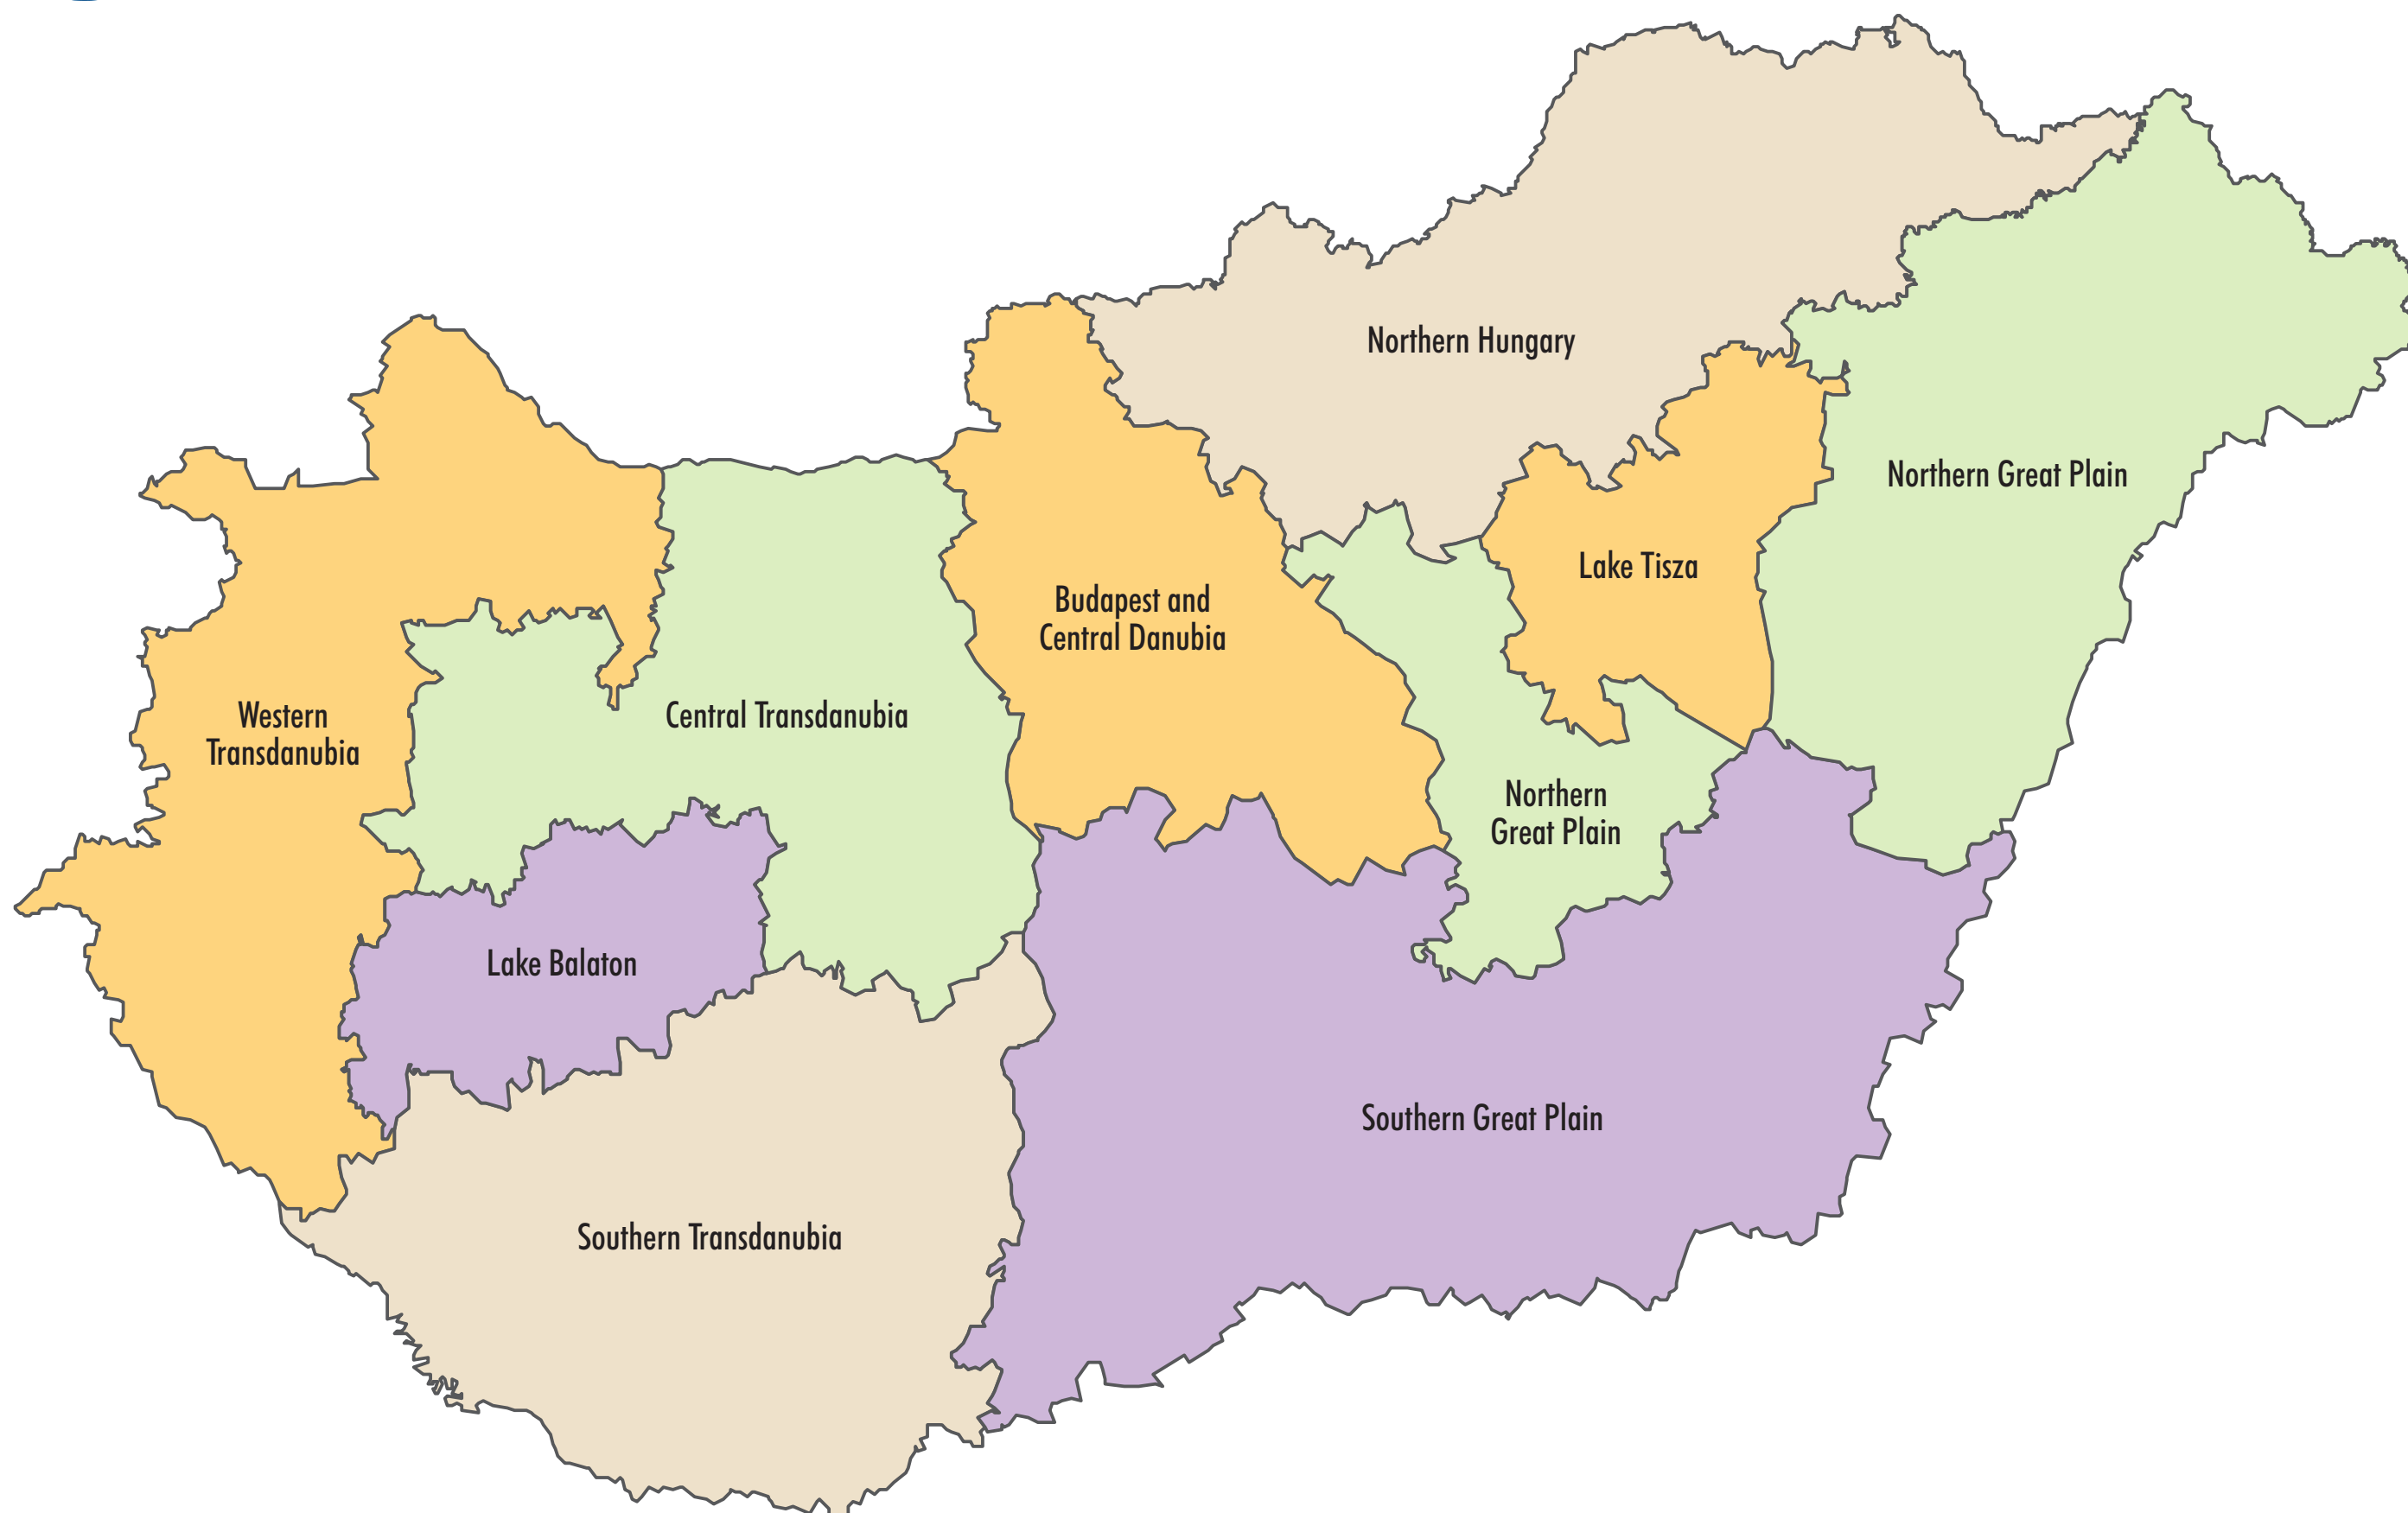 Northern Hungary
Northern Great Plain
Lake Tisza
Budapest and
Central Danubia
Western
Transdanubia
Central Transdanubia
Northern
Great Plain
Lake Balaton
Southern Great Plain
Southern Transdanubia